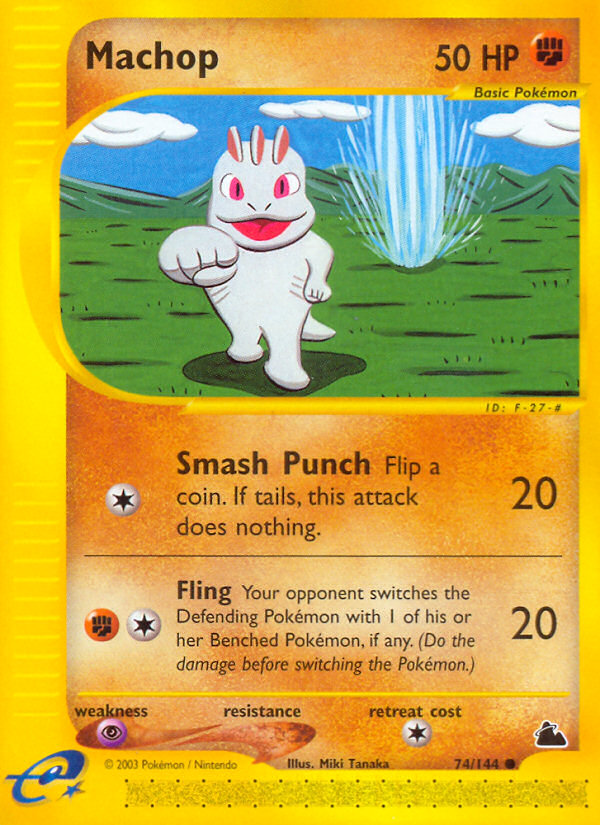 Machop
50 HP
Basic Pokémon
ID: F-27-#
Smash Punch Flip a
coin. If tails, this attack
does nothing.
20
Fling Your opponent switches the
Defending Pokémon with 1 of his or
her Benched Pokémon, if any. (Do the
damage before switching the Pokémon.)
20
weakness resistance retreat cost
© 2003 Pokémon / Nintendo Illus. Miki Tanaka 74/144
e